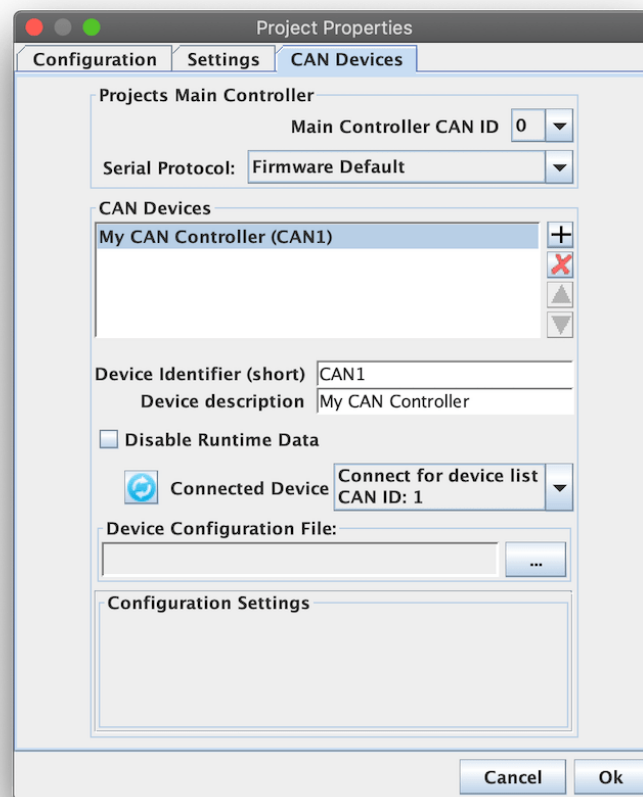 Project Properties
Configuration Settings CAN Devices
Projects Main Controller
Main Controller CAN ID 0
Serial Protocol: Firmware Default
CAN Devices
My CAN Controller (CAN1)
Device Identifier (short) CAN1
Device description My CAN Controller
Disable Runtime Data
Connected Device Connect for device list
CAN ID: 1
Device Configuration File:
...
Configuration Settings
Cancel Ok